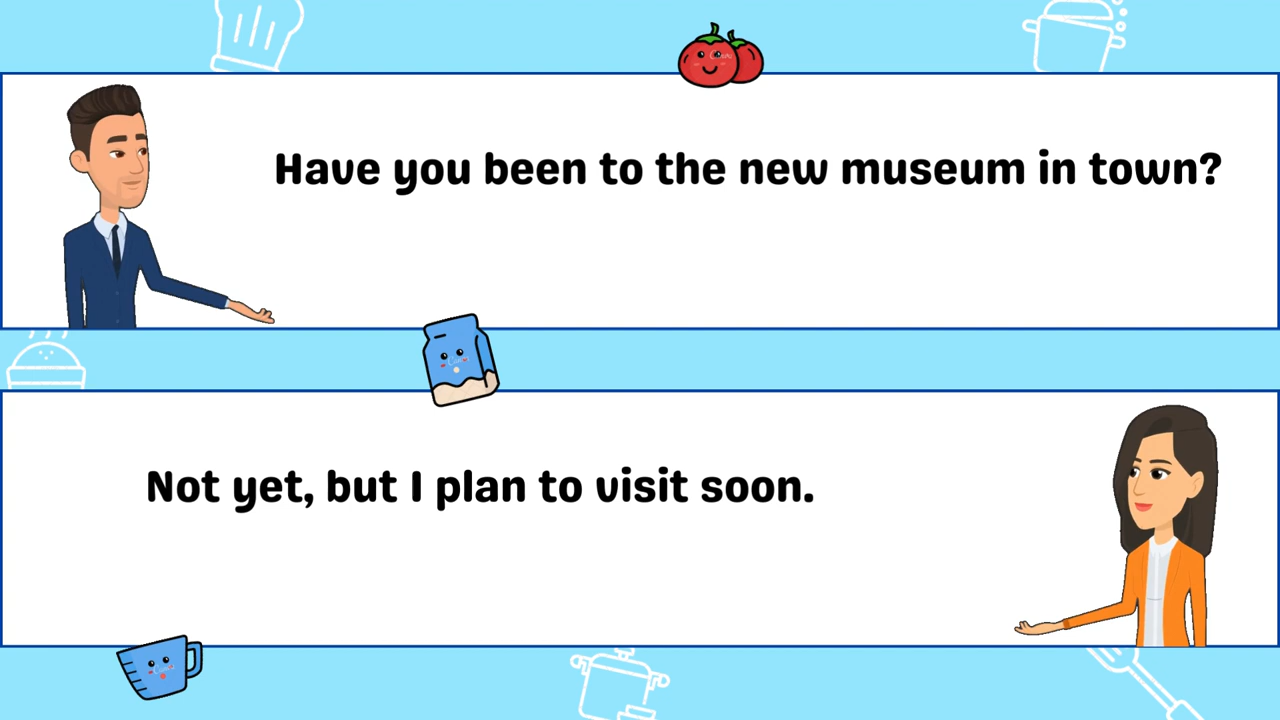 Have you been to the new museum in town?
Not yet, but I plan to visit soon.